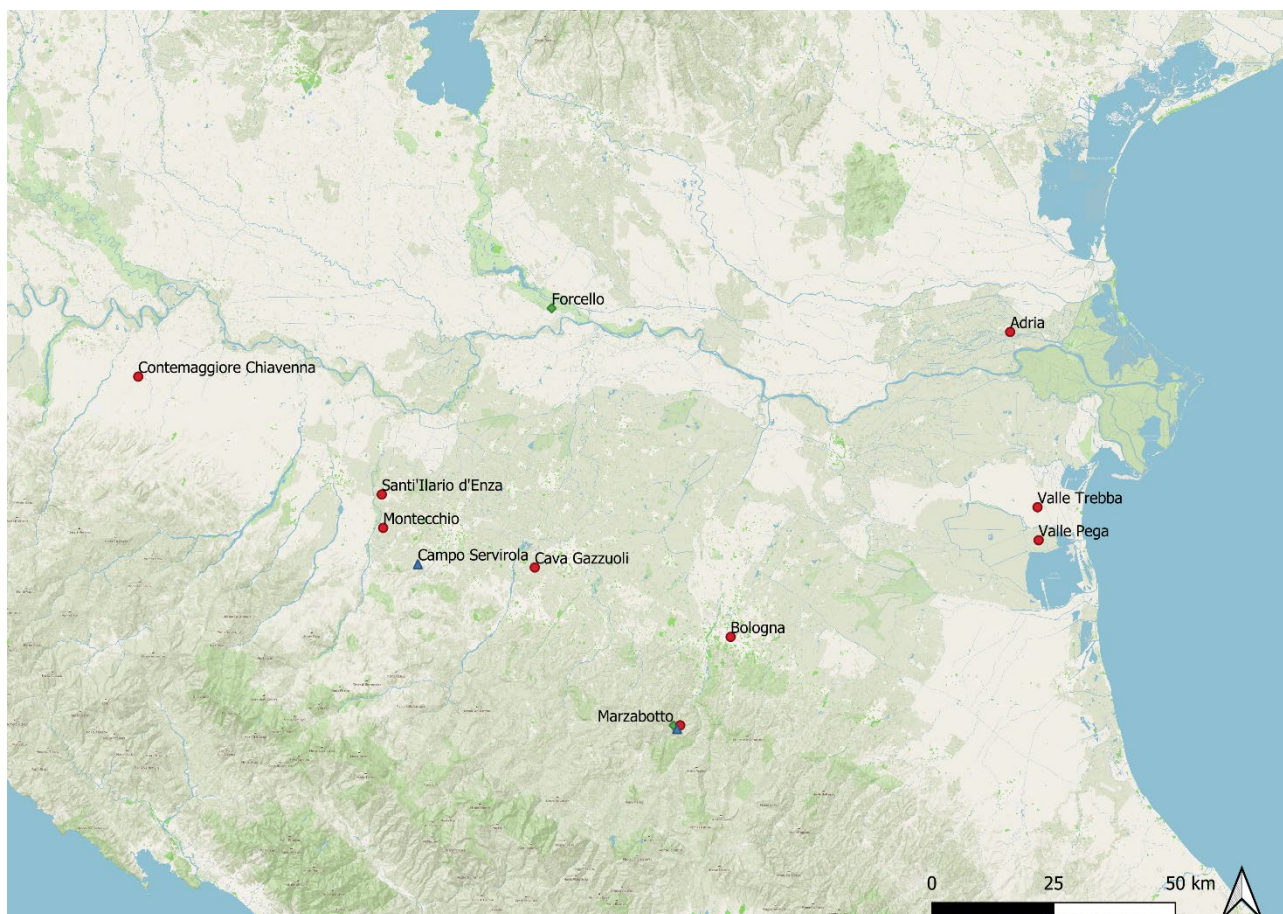 Forcello
Adria
Contemaggiore Chiavenna
Santi'Ilario d'Enza
Valle Trebba
Montecchio
Valle Pega
Campo Servirola
Cava Gazzuoli
Bologna
Marzabotto
0 25 50 km